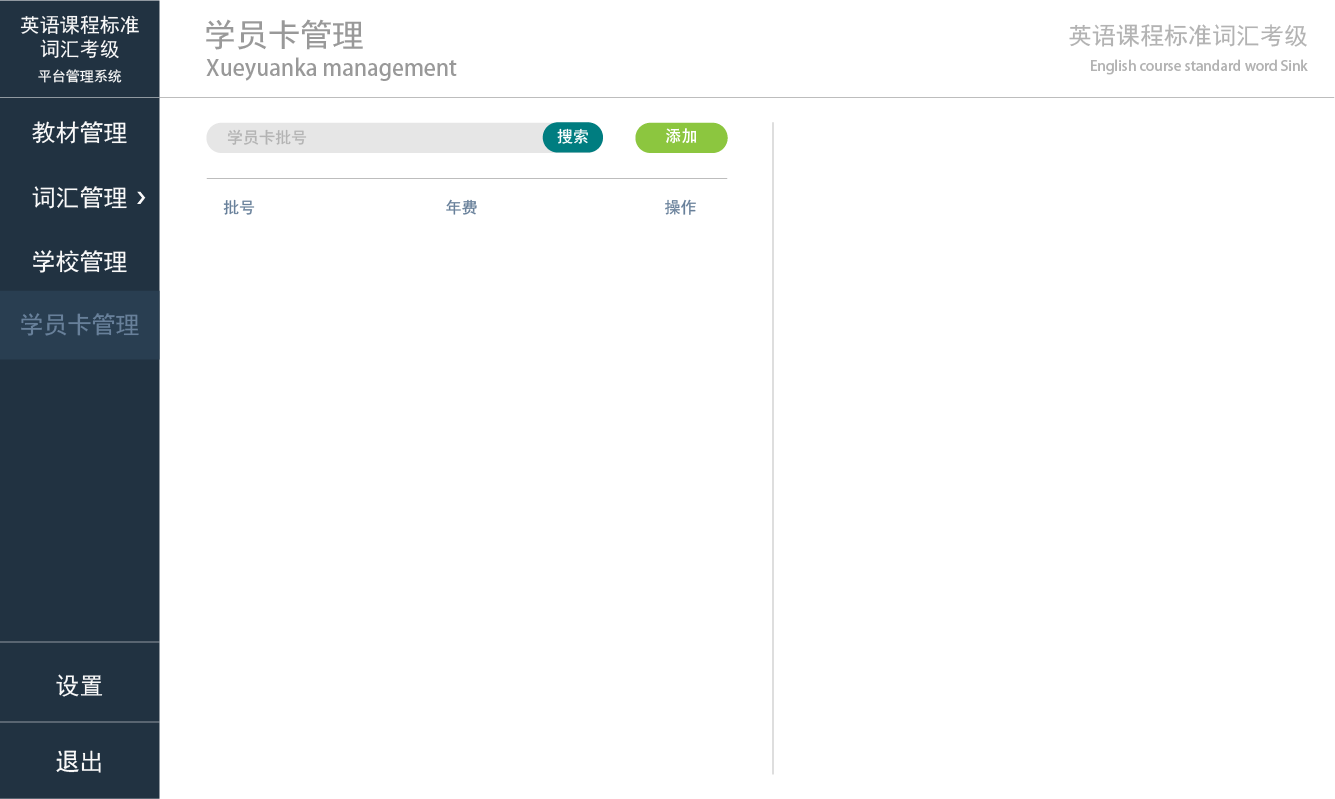 英语课程标准
词汇考级
平台管理系统
学员卡管理
Xueyuanka management
英语课程标准词汇考级
English course standard word Sink
教材管理
词汇管理 ›
学校管理
学员卡管理
设置
退出
学员卡批号 搜索 添加
批号 年费 操作